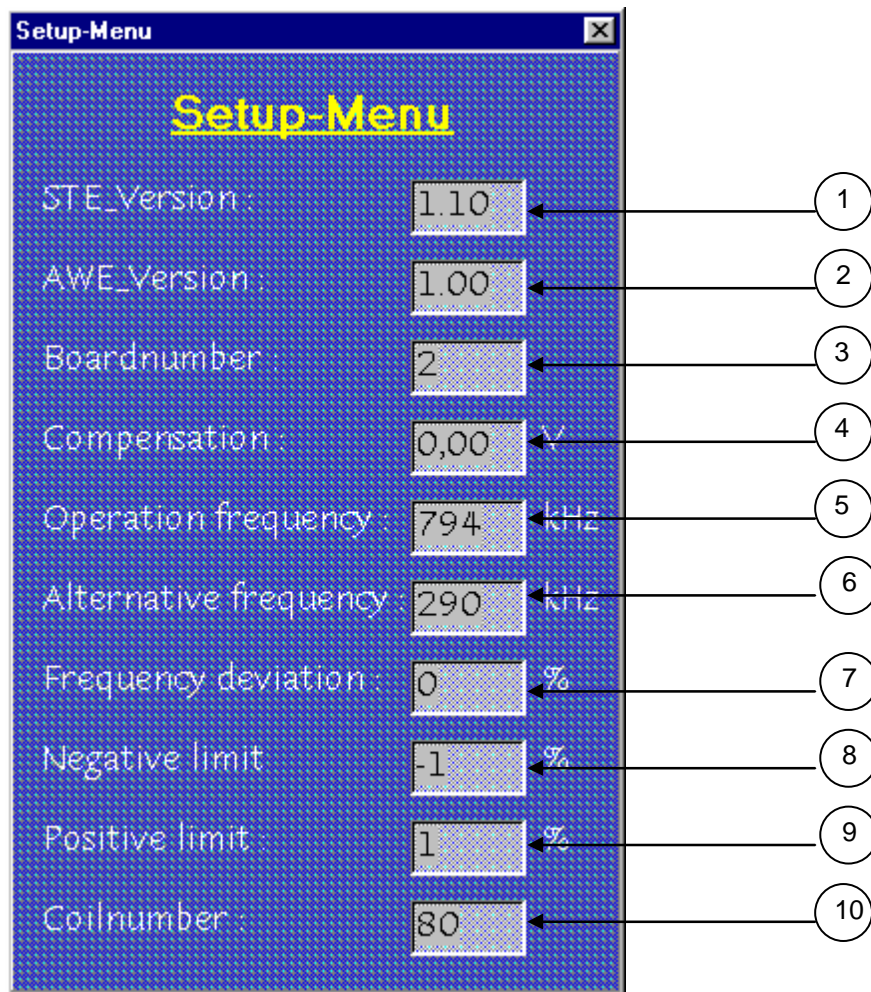 Setup-Menu
Setup-Menu
STE_Version : 1.10 1
AWE_Version : 1.00 2
Boardnumber : 2 3
Compensation : 0,00 V 4
Operation frequency : 794 kHz 5
Alternative frequency : 290 kHz 6
Frequency deviation : 0 % 7
Negative limit -1 % 8
Positive limit : 1 % 9
Coilnumber : 80 10